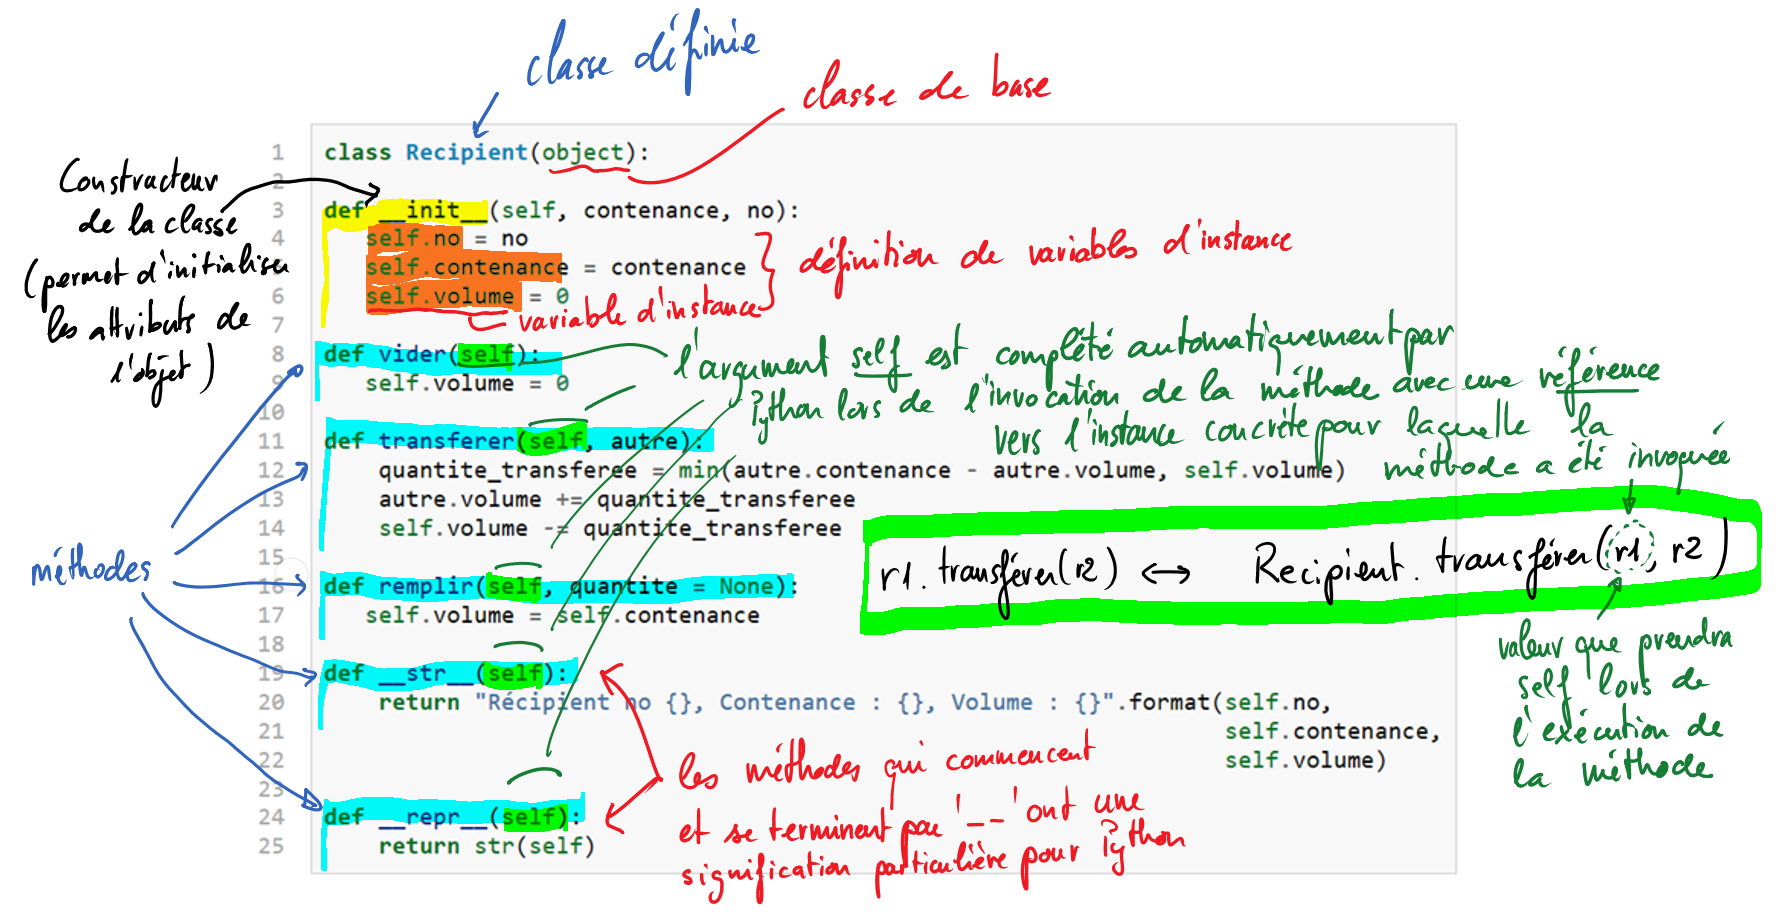 classe définie
classe de base
1 class Recipient(object):
2
Constructeur
de la classe
(permet d'initialiser
les attributs de
l'objet)
3 def __init__(self, contenance, no):
4 self.no = no
5 self.contenance = contenance
6 self.volume = 0
7
définition de variables d'instance
variable d'instance
8 def vider(self):
9 self.volume = 0
10
l'argument self est complété automatiquement par
Python lors de l'invocation de la méthode avec une référence
vers l'instance concrète pour laquelle la
méthode a été invoquée
11 def transferer(self, autre):
12 quantite_transferee = min(autre.contenance - autre.volume, self.volume)
13 autre.volume += quantite_transferee
14 self.volume -= quantite_transferee
15
r1.transférer(r2) ↔ Recipient.transférer(r1, r2)
méthodes
16 def remplir(self, quantite = None):
17 self.volume = self.contenance
18
valeur que prendra
self lors de
l'exécution de
la méthode
19 def __str__(self):
20 return "Récipient no {}, Contenance : {}, Volume : {}".format(self.no,
21 self.contenance,
22 self.volume)
23
24 def __repr__(self):
25 return str(self)
les méthodes qui commencent
et se terminent par '__' ont une
signification particulière pour Python